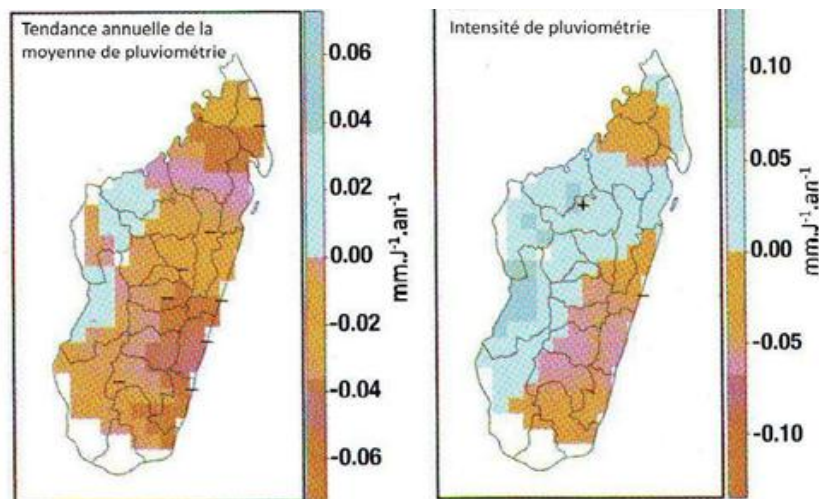 Tendance annuelle de la
moyenne de pluviométrie
0.06
0.04
0.02
0.00
-0.02
-0.04
-0.06
mm.J⁻¹.an⁻¹
Intensité de pluviométrie
0.10
0.05
0.00
-0.05
-0.10
mm.J⁻¹.an⁻¹